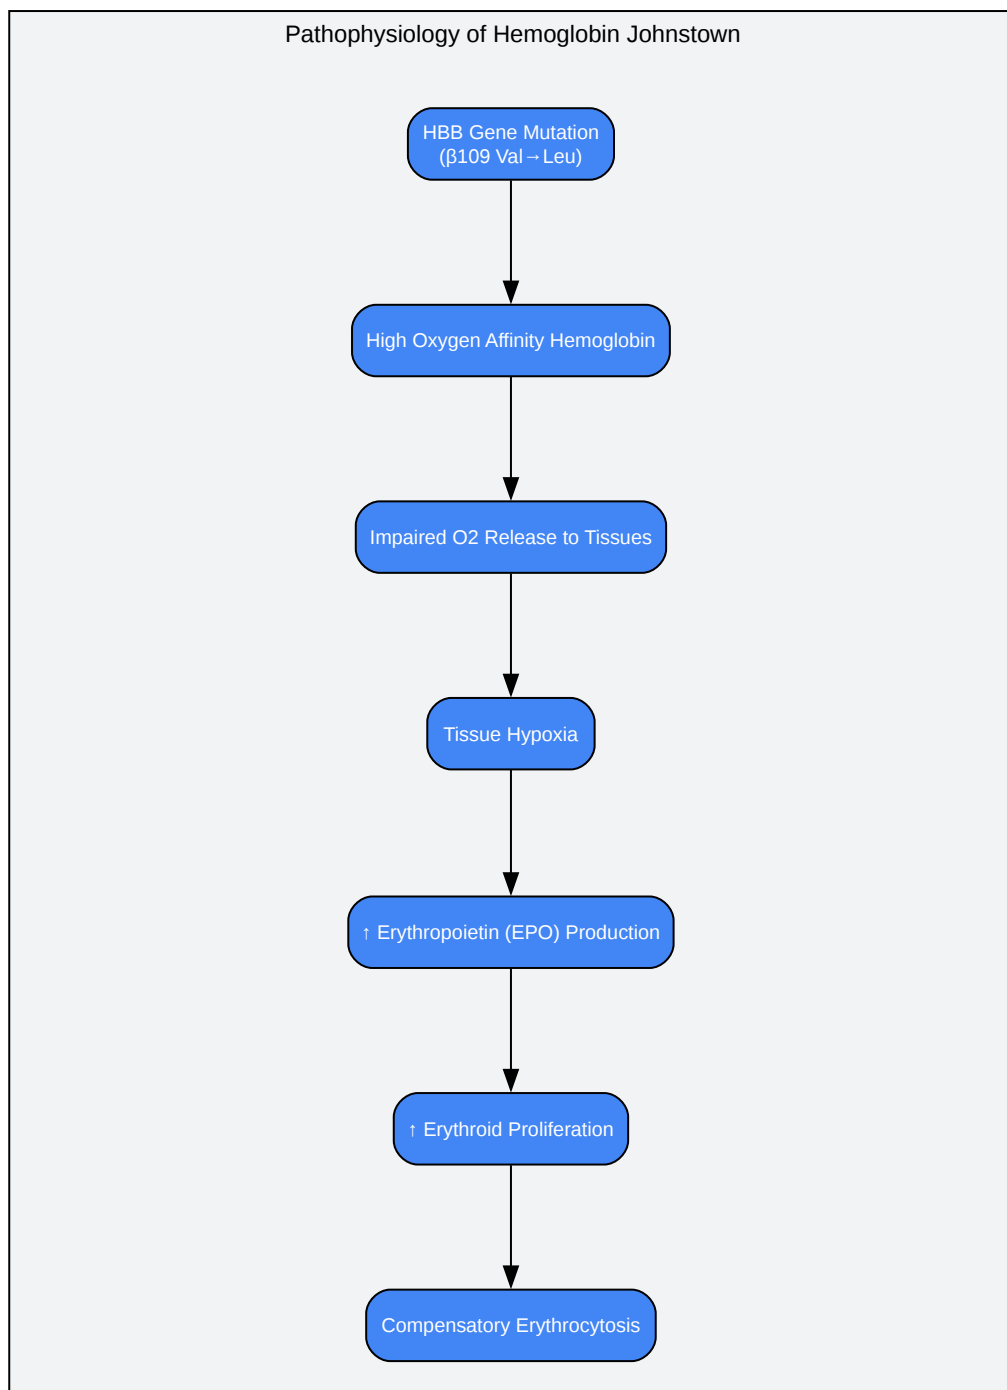 Pathophysiology of Hemoglobin Johnstown
HBB Gene Mutation
(β109 Val→Leu)
High Oxygen Affinity Hemoglobin
Impaired O2 Release to Tissues
Tissue Hypoxia
↑ Erythropoietin (EPO) Production
↑ Erythroid Proliferation
Compensatory Erythrocytosis